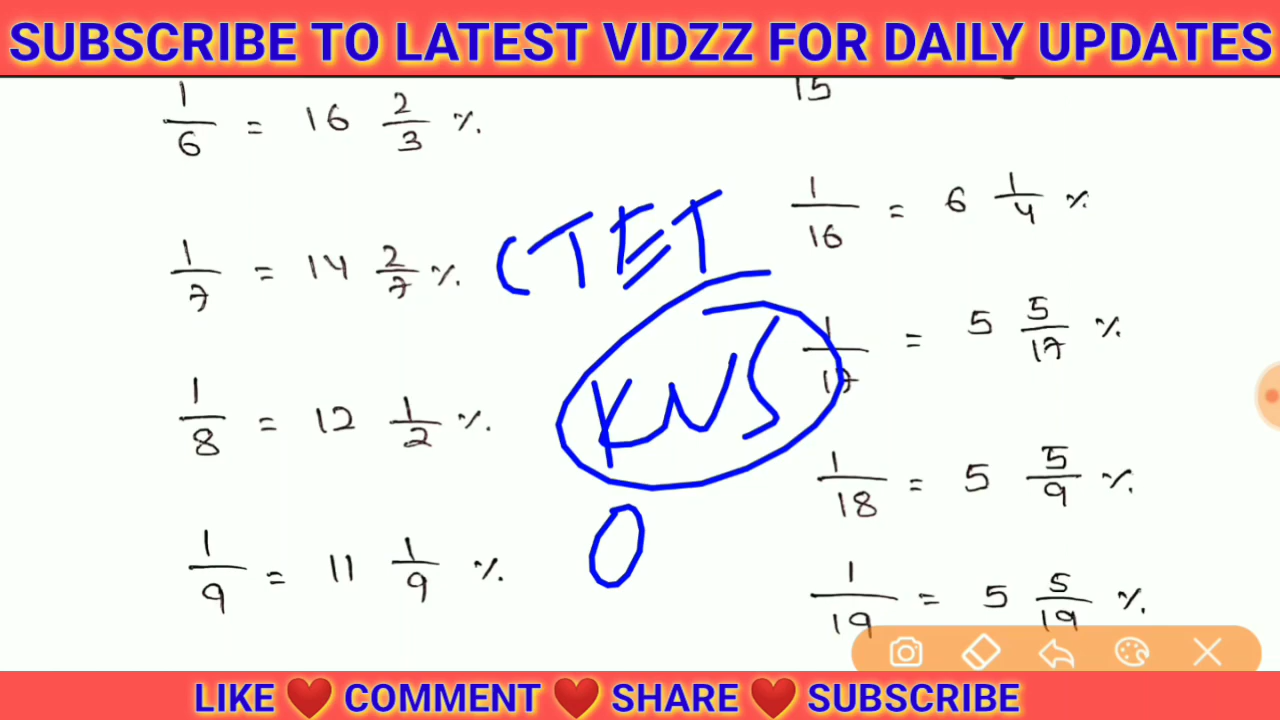 SUBSCRIBE TO LATEST VIDZZ FOR DAILY UPDATES
1/6 = 16 2/3 %
1/7 = 14 2/7 %
1/8 = 12 1/2 %
1/9 = 11 1/9 %
CTET
KVS
0
15
1/16 = 6 1/4 %
1/17 = 5 5/17 %
1/18 = 5 5/9 %
1/19 = 5 5/19 %
LIKE ❤ COMMENT ❤ SHARE ❤ SUBSCRIBE